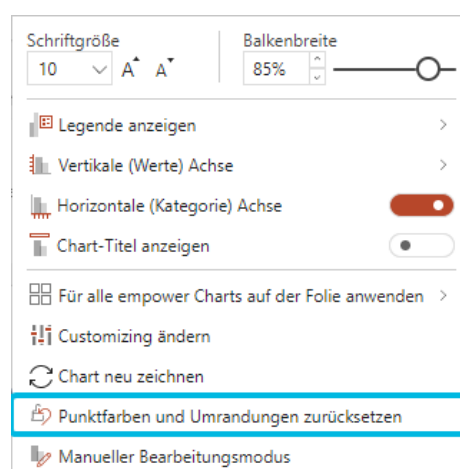 Schriftgröße Balkenbreite
10 A A 85%
Legende anzeigen
Vertikale (Werte) Achse
Horizontale (Kategorie) Achse
Chart-Titel anzeigen
Für alle empower Charts auf der Folie anwenden
Customizing ändern
Chart neu zeichnen
Punktfarben und Umrandungen zurücksetzen
Manueller Bearbeitungsmodus